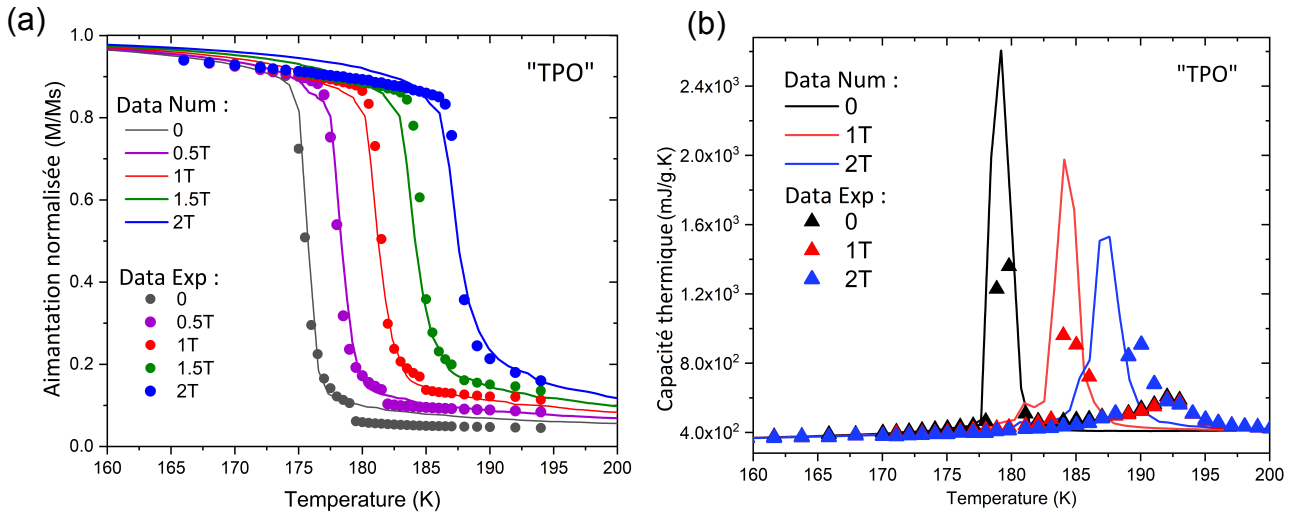 (a)
1.0
0.8
0.6
0.4
0.2
0.0
Aimantation normalisée (M/Ms)
"TPO"
Data Num :
0
0.5T
1T
1.5T
2T
Data Exp :
0
0.5T
1T
1.5T
2T
160 165 170 175 180 185 190 195 200
Temperature (K)
(b)
2.4x10³
2.0x10³
1.6x10³
1.2x10³
8.0x10²
4.0x10²
Capacité thermique (mJ/g.K)
"TPO"
Data Num :
0
1T
2T
Data Exp :
0
1T
2T
160 165 170 175 180 185 190 195 200
Temperature (K)